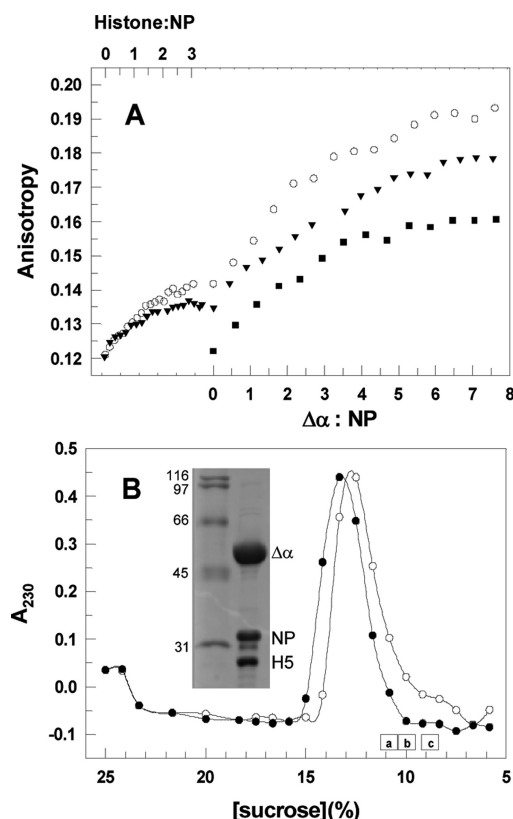 Histone:NP
0 1 2 3
A
0.20
0.19
0.18
0.17
0.16
0.15
0.14
0.13
0.12
Anisotropy
0 1 2 3 4 5 6 7 8
Δα : NP
B
0.5
0.4
0.3
0.2
0.1
0.0
-0.1
A230
116
97
66
45
31
Δα
NP
H5
a b c
25 20 15 10 5
[sucrose](%)